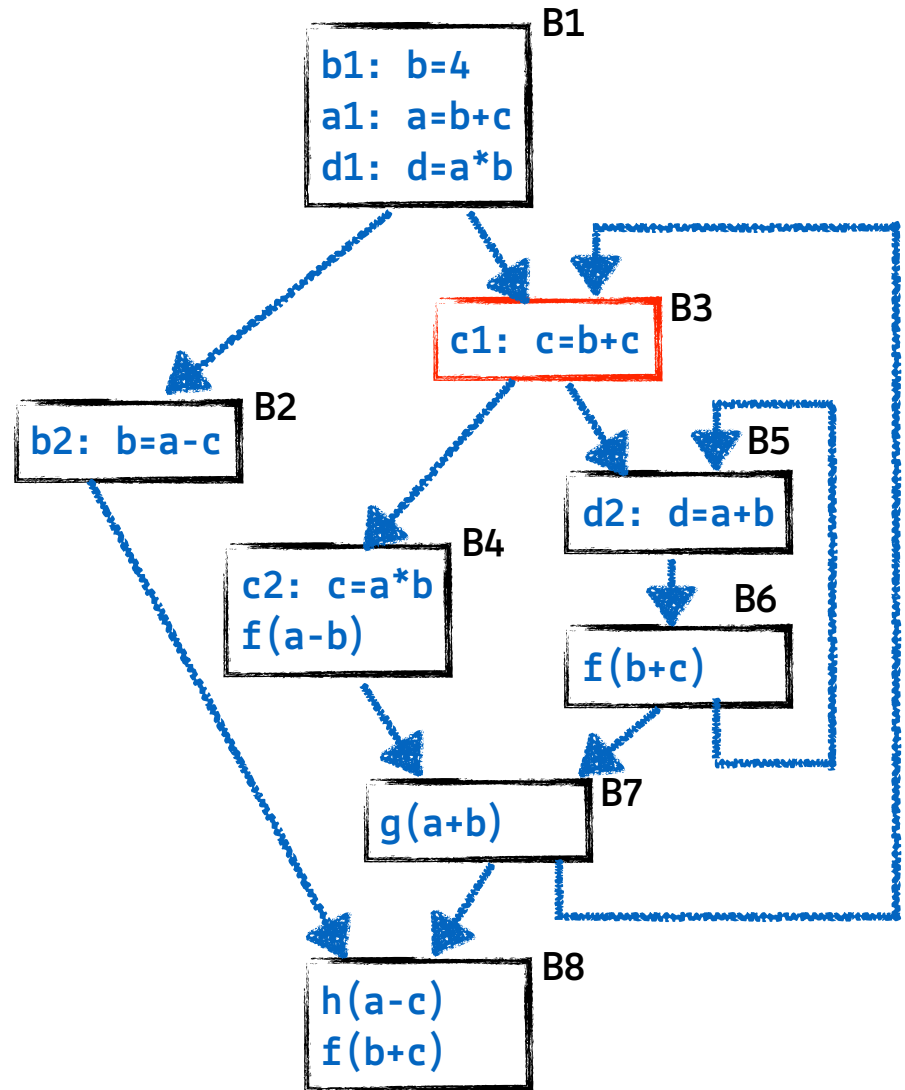 B1
b1: b=4
a1: a=b+c
d1: d=a*b
B3
c1: c=b+c
B2
b2: b=a-c
B5
d2: d=a+b
B4
c2: c=a*b
f(a-b)
B6
f(b+c)
B7
g(a+b)
B8
h(a-c)
f(b+c)